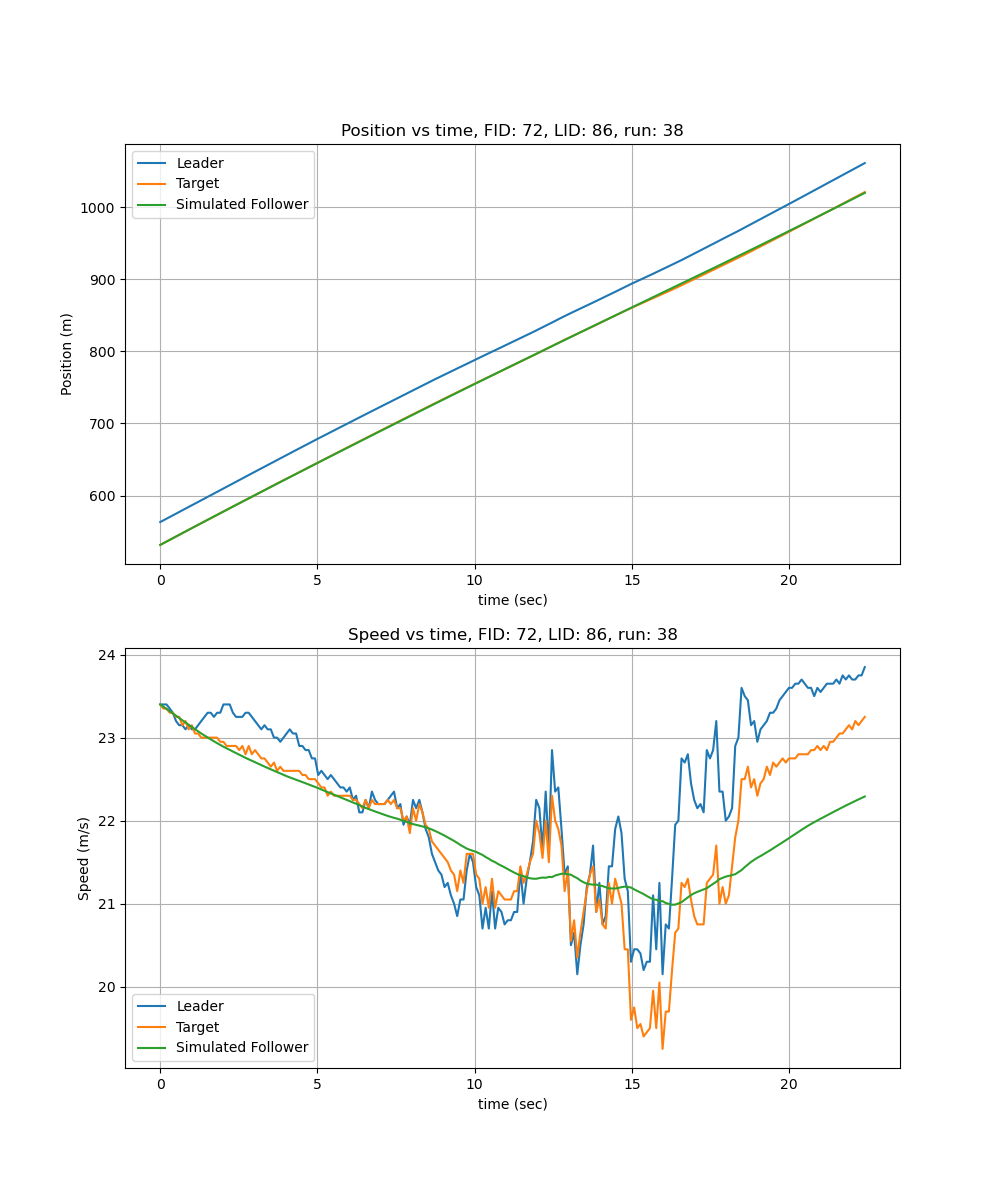 Position vs time, FID: 72, LID: 86, run: 38
Leader
Target
Simulated Follower
1000
900
800
700
600
Position (m)
0 5 10 15 20
time (sec)
Speed vs time, FID: 72, LID: 86, run: 38
24
23
22
21
20
Speed (m/s)
Leader
Target
Simulated Follower
0 5 10 15 20
time (sec)